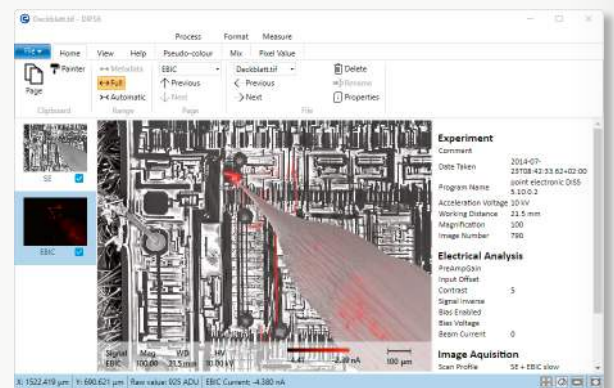 Deckblatt.tif - DIPSA
Process Format Measure
File Home View Help Pseudo-colour Mix Pixel Value
Page
Painter
Clipboard
Metadata
Full
Automatic
Range
EBIC
Previous
Next
Page
Deckblatt.tif
Previous
Next
Delete
Rename
Properties
File
SE
EBIC
Signal Mag WD HV
EBIC 100.00 21.5 mm 10.00 kV
100 µm
Experiment
Comment
Date Taken 2014-07-23T08:42:33.62+02:00
Program Name point electronic DISS 5.10.0.2
Acceleration Voltage 10 kV
Working Distance 21.5 mm
Magnification 100
Image Number 790
Electrical Analysis
PreAmpGain
Input Offset
Contrast 5
Signal Inverse
Bias Enabled
Bias Voltage
Beam Current 0
Image Aquisition
Scan Profile SE + EBIC slow
X: 1522.419 µm Y: 690.621 µm Raw value: 925 ADU EBIC Current: -4.380 nA